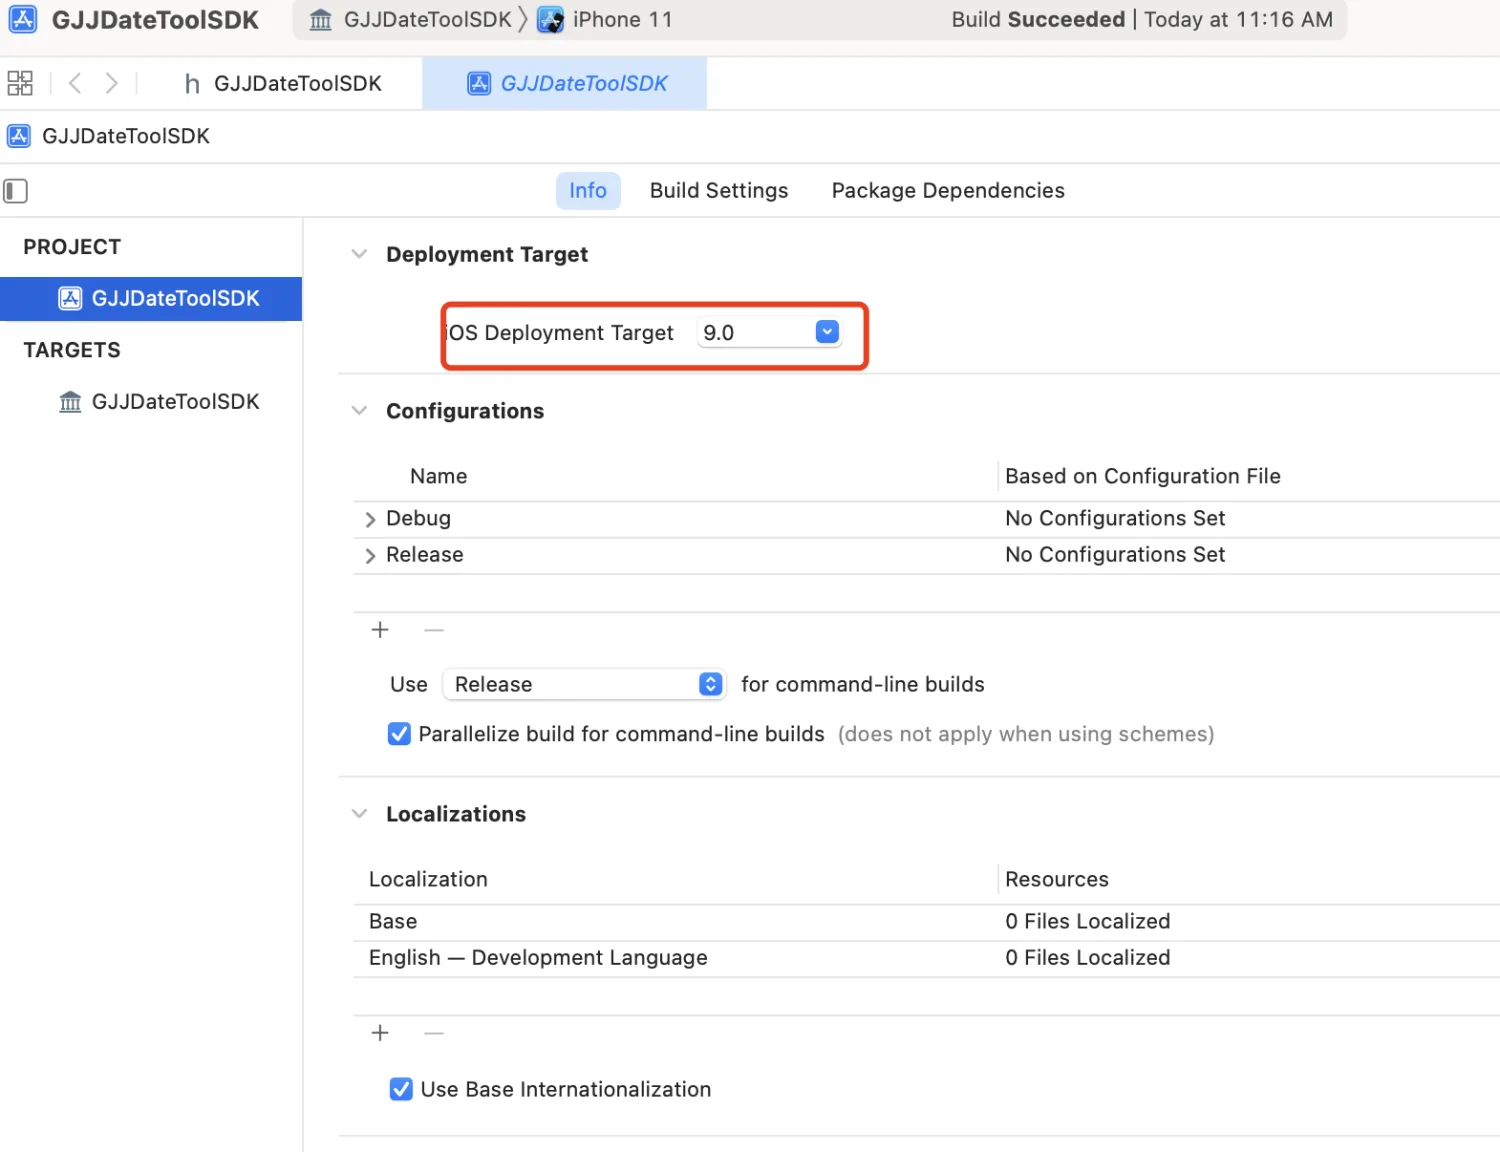 GJJDateToolSDK
GJJDateToolSDK 〉 iPhone 11
Build Succeeded | Today at 11:16 AM
h GJJDateToolSDK
GJJDateToolSDK
GJJDateToolSDK
Info
Build Settings
Package Dependencies
PROJECT
GJJDateToolSDK
TARGETS
GJJDateToolSDK
Deployment Target
iOS Deployment Target 9.0
Configurations
Name Based on Configuration File
Debug No Configurations Set
Release No Configurations Set
Use Release for command-line builds
Parallelize build for command-line builds (does not apply when using schemes)
Localizations
Localization Resources
Base 0 Files Localized
English — Development Language 0 Files Localized
Use Base Internationalization